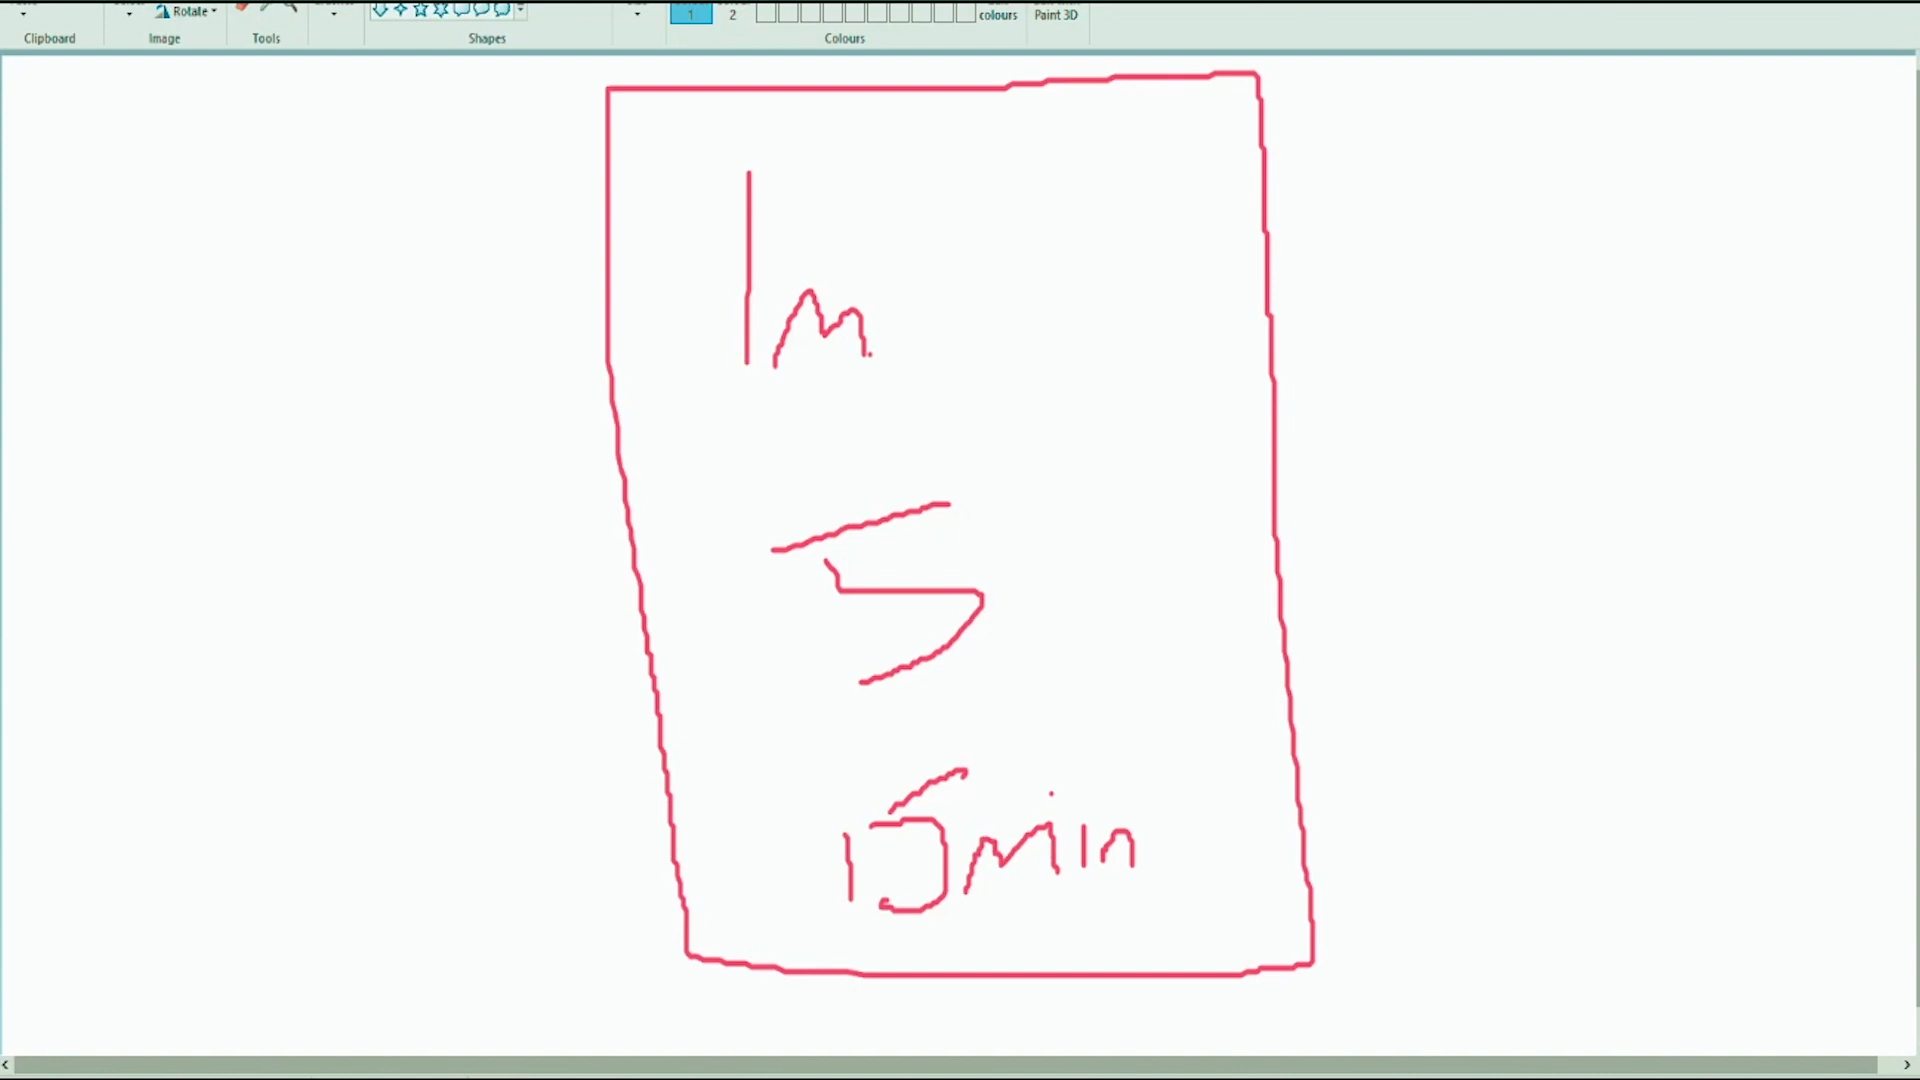 Rotate
1
2
colours
Paint 3D
Clipboard
Image
Tools
Shapes
Colours
1m
5
15min